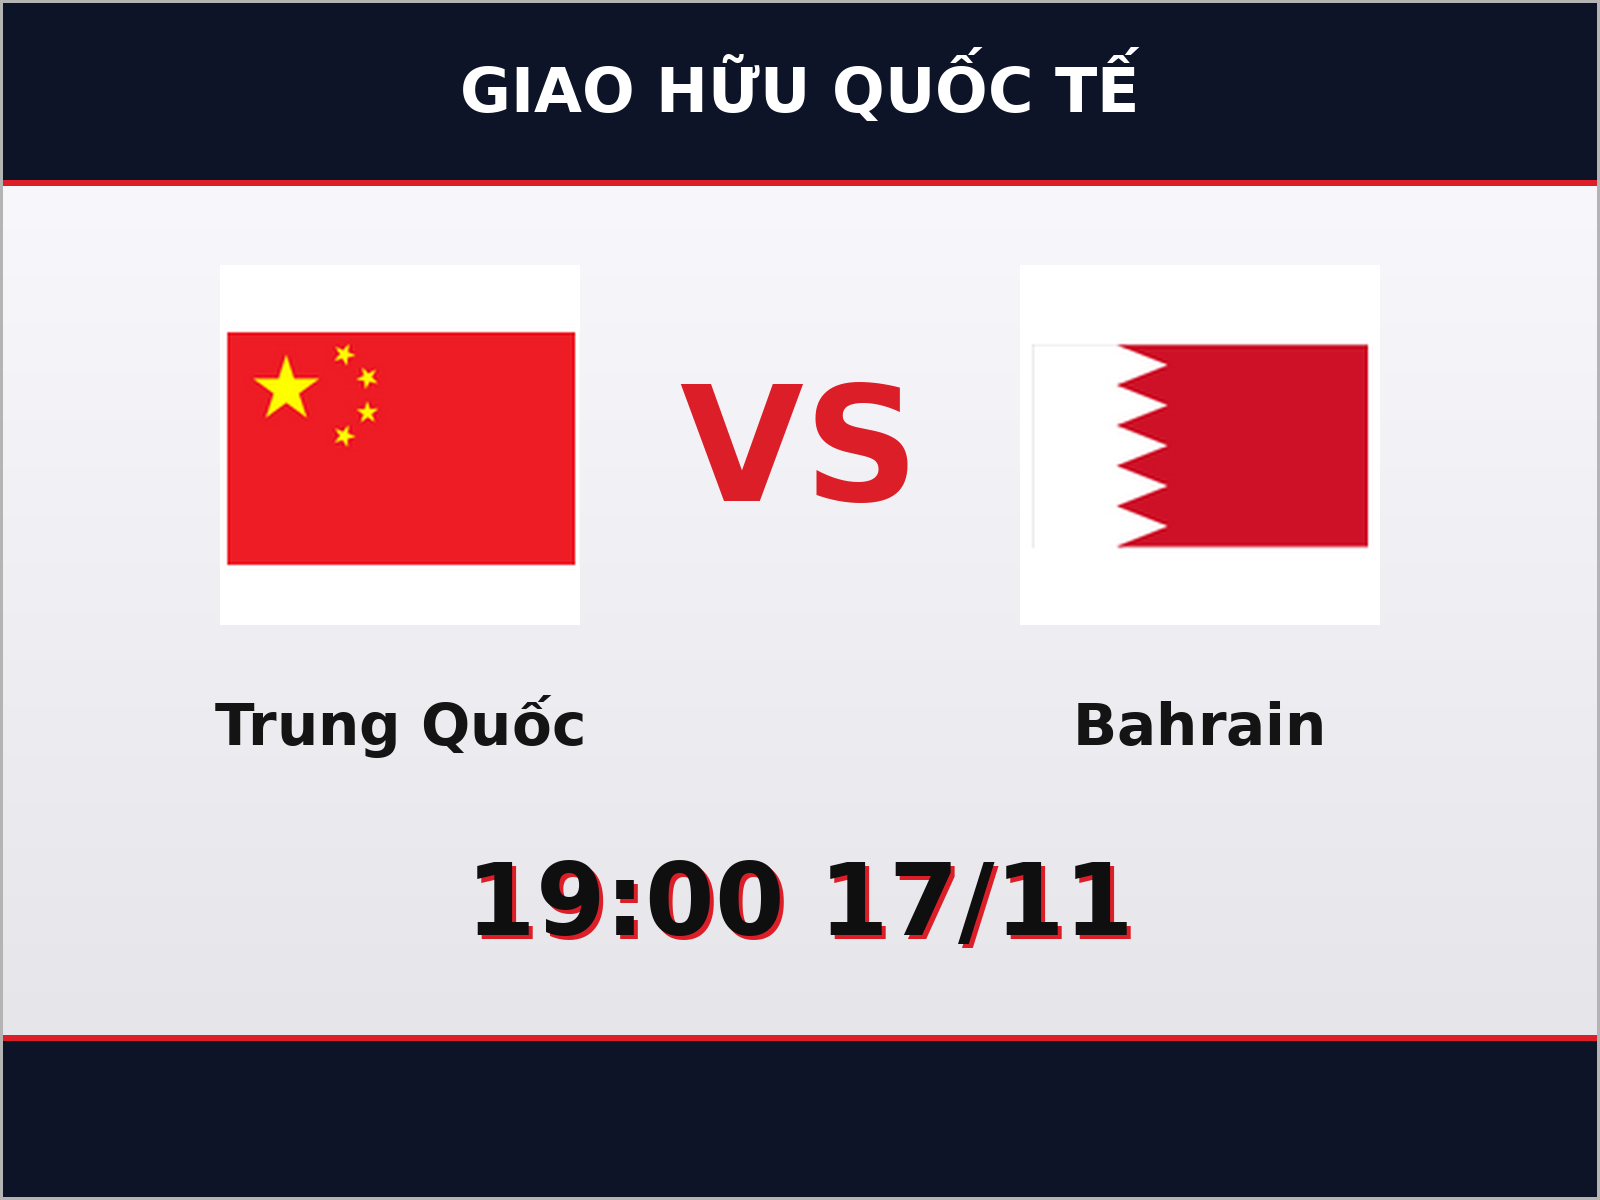 GIAO HỮU QUỐC TẾ
VS
Trung Quốc
Bahrain
19:00 17/11